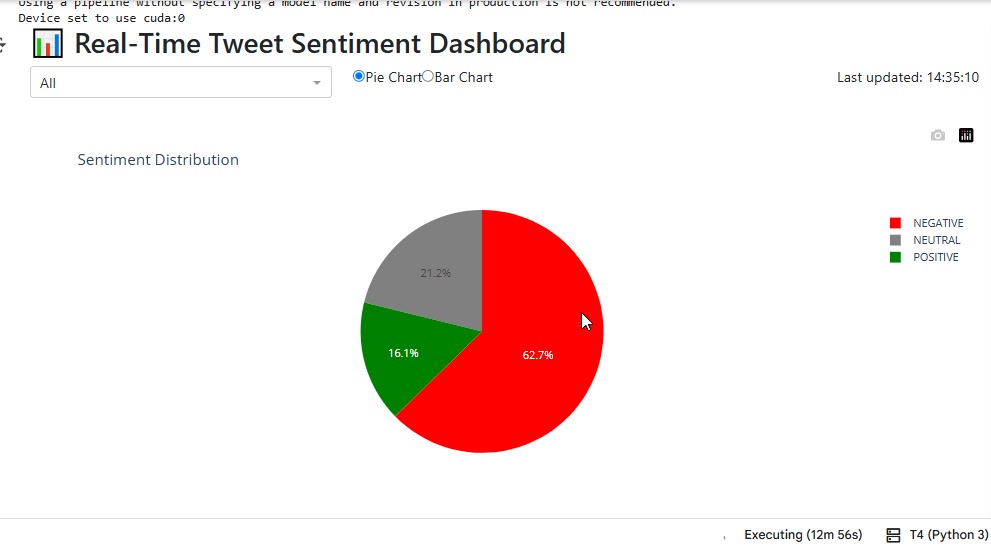 Using a pipeline without specifying a model name and revision in production is not recommended.
Device set to use cuda:0
Real-Time Tweet Sentiment Dashboard
All
Pie Chart Bar Chart
Last updated: 14:35:10
Sentiment Distribution
NEGATIVE
NEUTRAL
POSITIVE
21.2%
16.1%
62.7%
Executing (12m 56s)
T4 (Python 3)